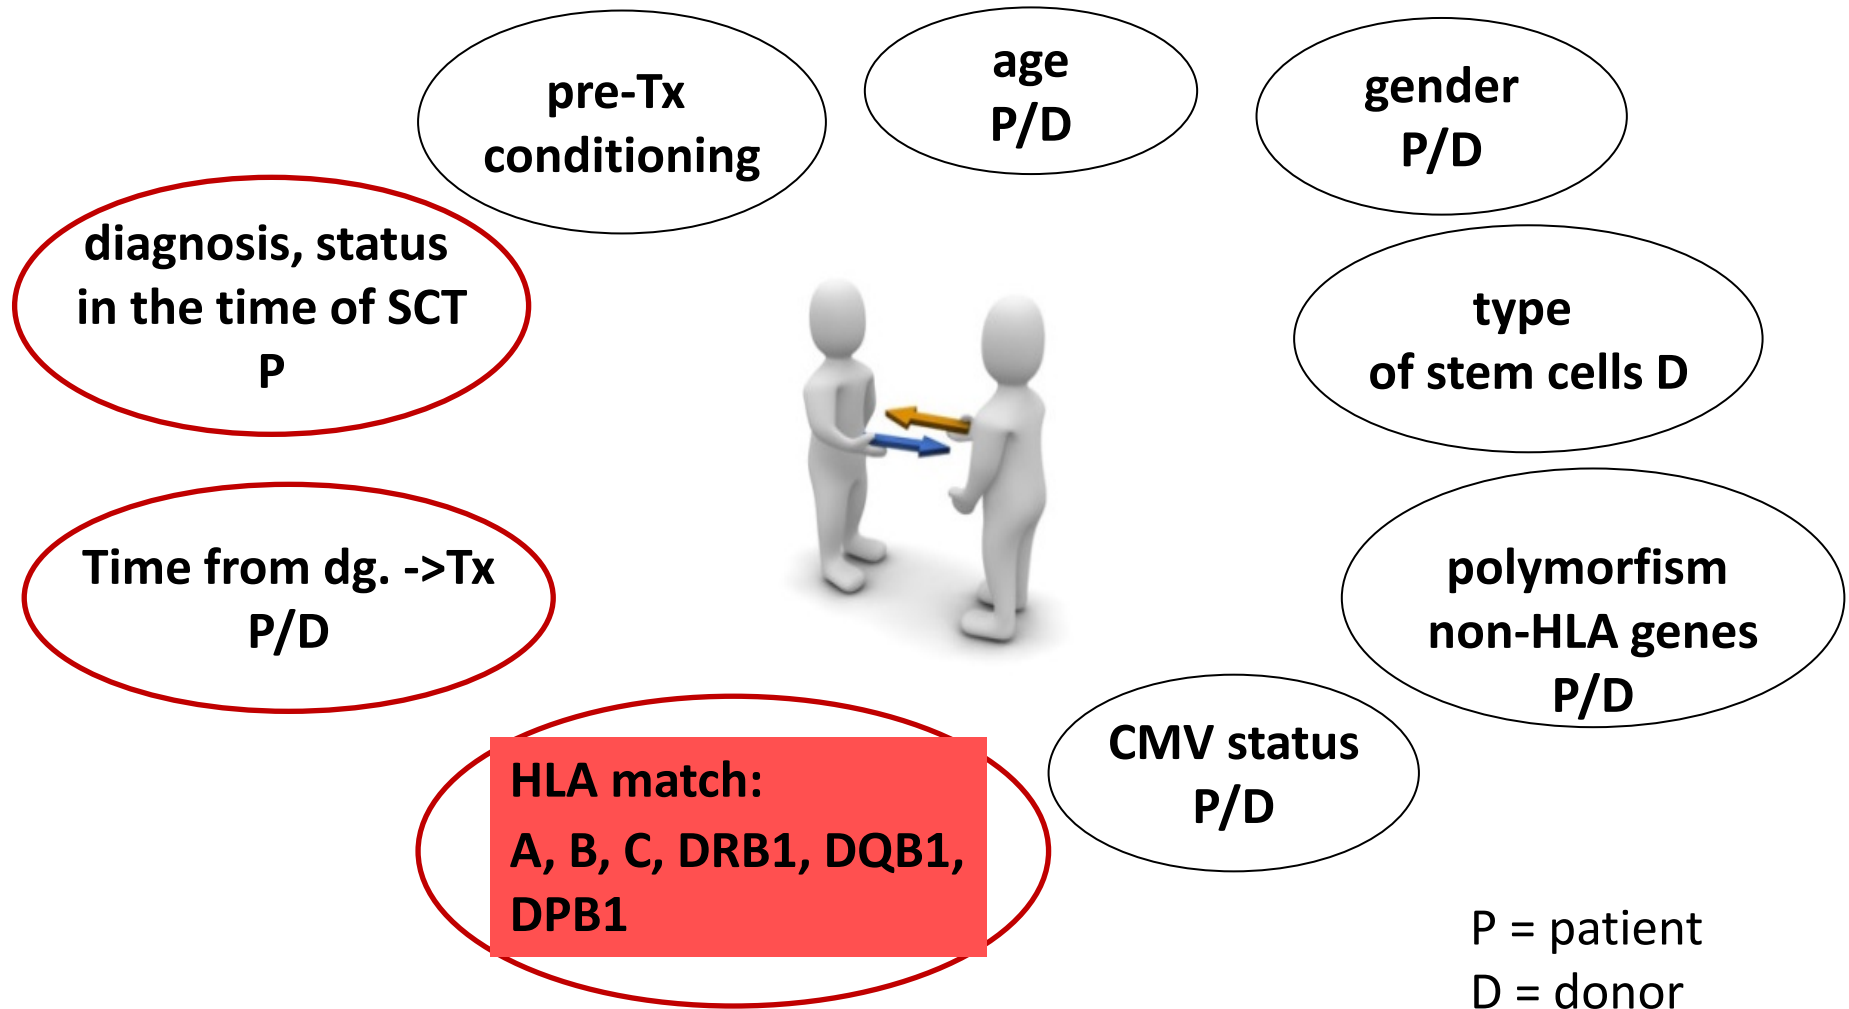 pre-Tx
conditioning
age
P/D
gender
P/D
diagnosis, status
in the time of SCT
P
type
of stem cells D
Time from dg. ->Tx
P/D
polymorfism
non-HLA genes
P/D
HLA match:
A, B, C, DRB1, DQB1,
DPB1
CMV status
P/D
P = patient
D = donor